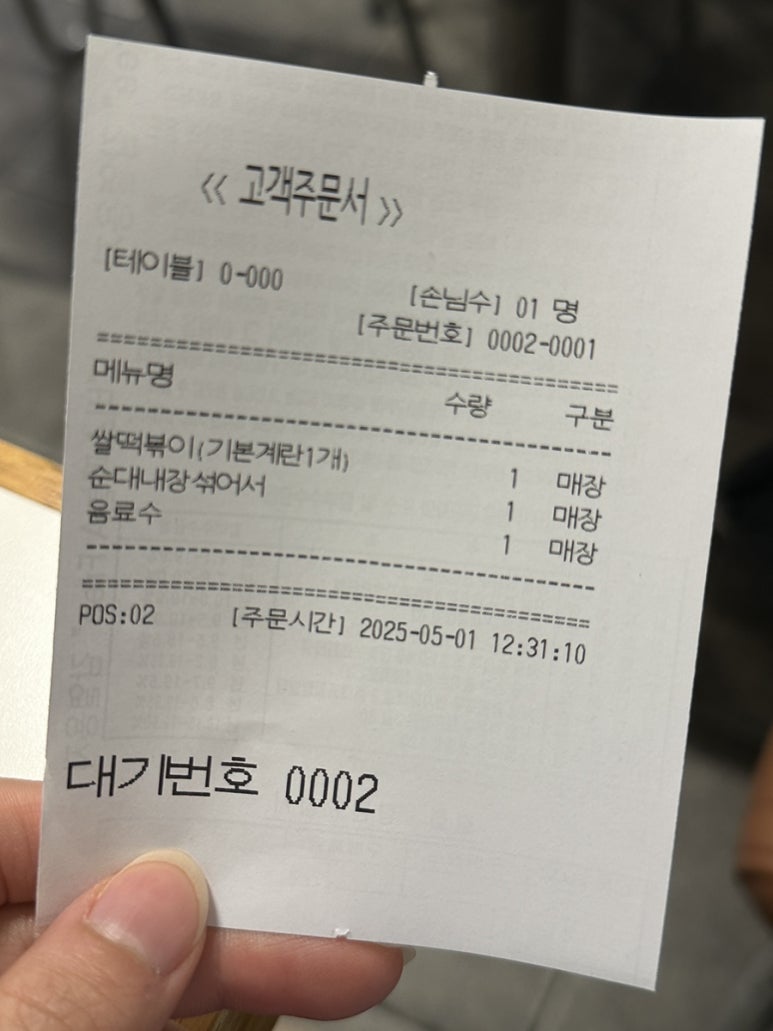 << 고객주문서 >>
[테이블] 0-000 [손님수] 01 명
[주문번호] 0002-0001
======================================
메뉴명 수량 구분
--------------------------------------
쌀떡볶이(기본계란1개) 1 매장
순대내장섞어서 1 매장
음료수 1 매장
--------------------------------------
======================================
POS:02 [주문시간] 2025-05-01 12:31:10
대기번호 0002